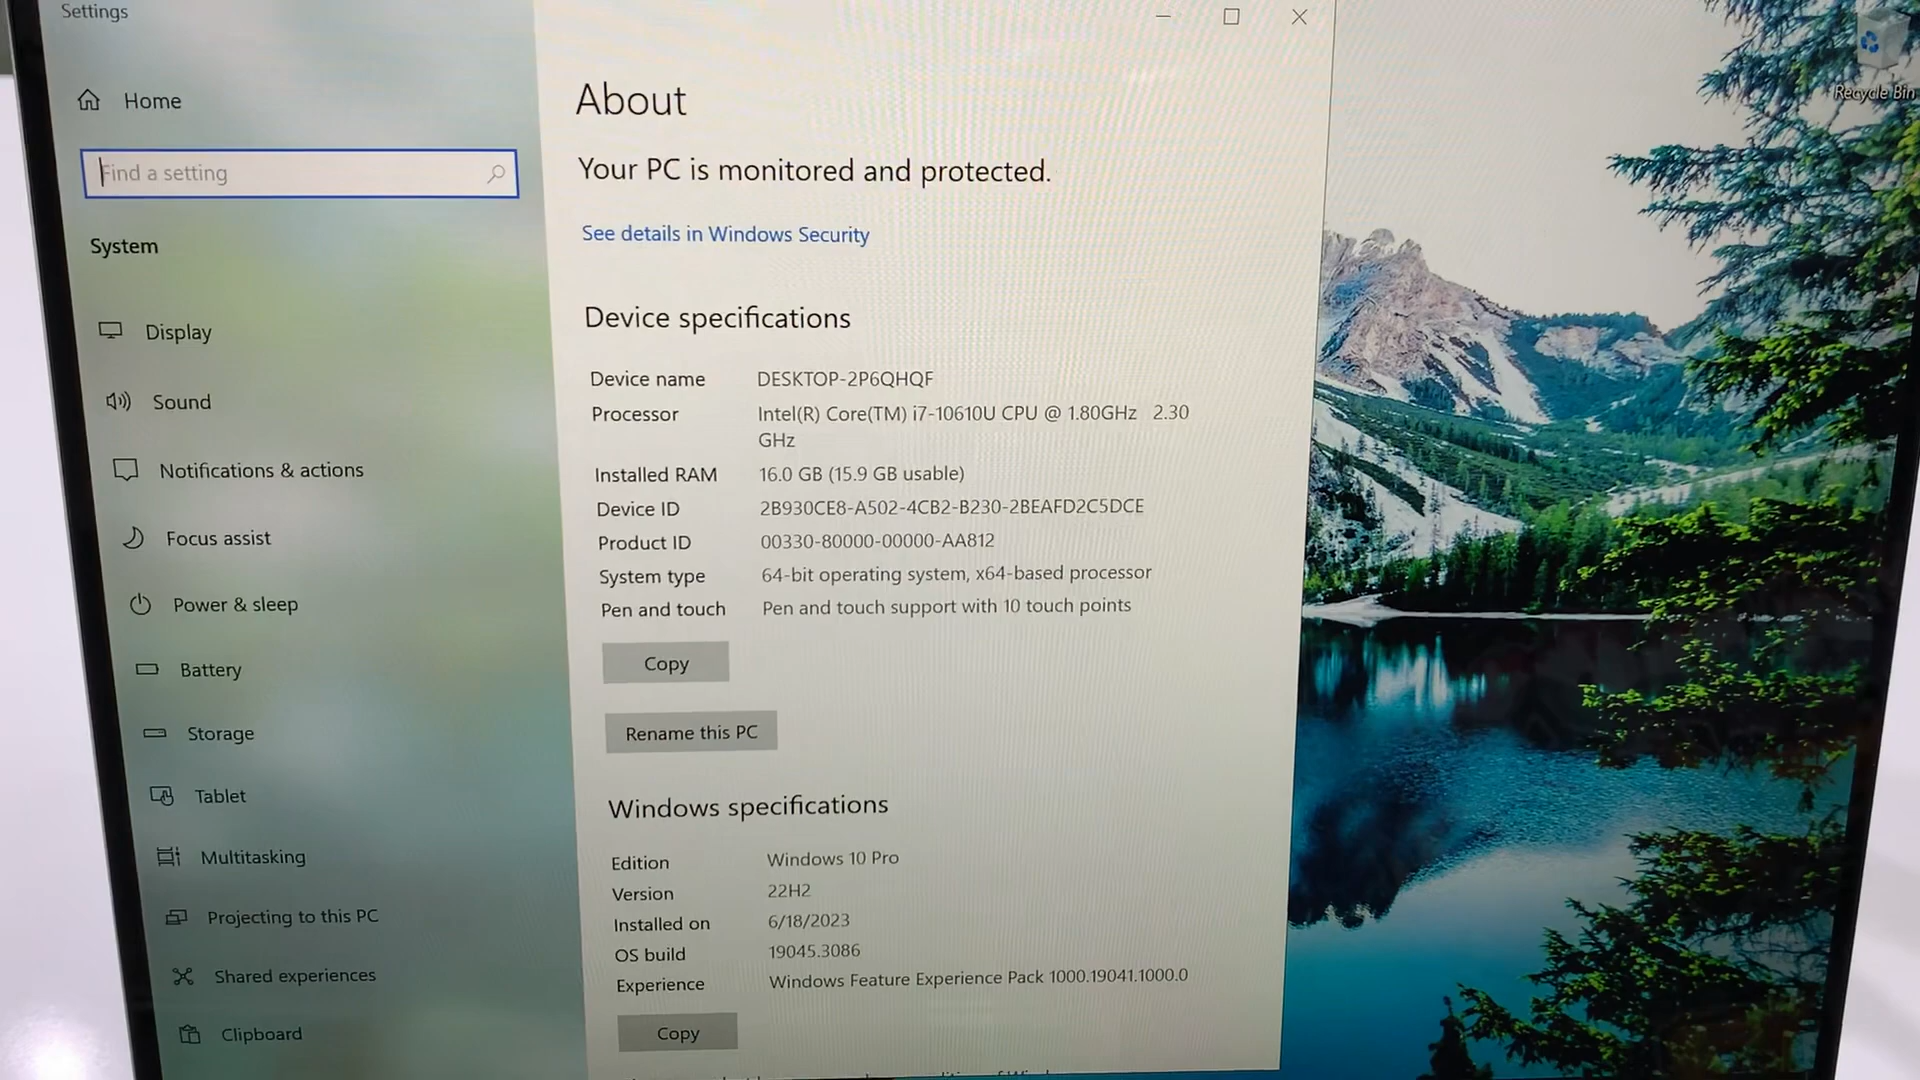 Settings
Home
Find a setting
System
Display
Sound
Notifications & actions
Focus assist
Power & sleep
Battery
Storage
Tablet
Multitasking
Projecting to this PC
Shared experiences
Clipboard
About
Your PC is monitored and protected.
See details in Windows Security
Device specifications
Device name DESKTOP-2P6QHQF
Processor Intel(R) Core(TM) i7-10610U CPU @ 1.80GHz 2.30
GHz
Installed RAM 16.0 GB (15.9 GB usable)
Device ID 2B930CE8-A502-4CB2-B230-2BEAFD2C5DCE
Product ID 00330-80000-00000-AA812
System type 64-bit operating system, x64-based processor
Pen and touch Pen and touch support with 10 touch points
Copy
Rename this PC
Windows specifications
Edition Windows 10 Pro
Version 22H2
Installed on 6/18/2023
OS build 19045.3086
Experience Windows Feature Experience Pack 1000.19041.1000.0
Copy
Recycle Bin